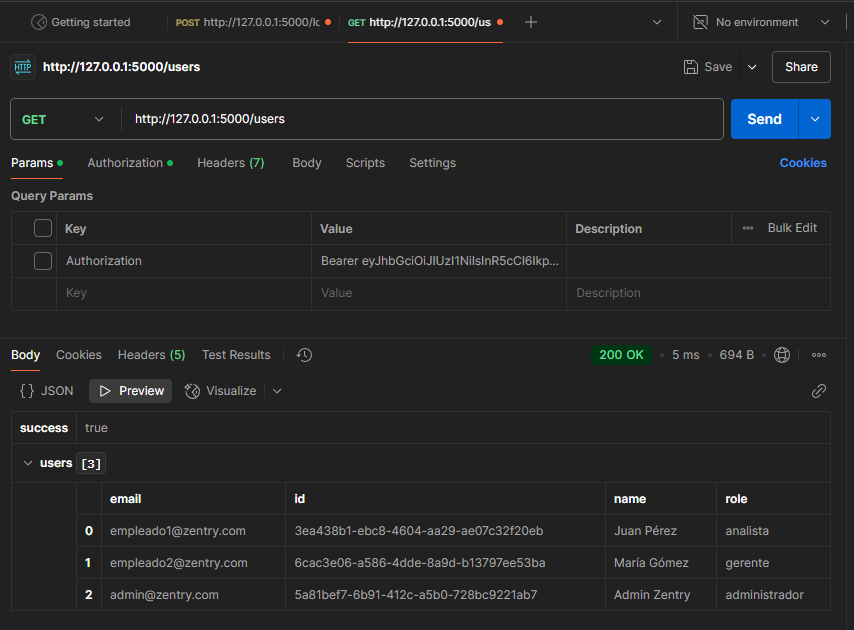 Getting started POST http://127.0.0.1:5000/lo GET http://127.0.0.1:5000/us No environment
HTTP http://127.0.0.1:5000/users Save Share
GET http://127.0.0.1:5000/users Send
Params Authorization Headers (7) Body Scripts Settings Cookies
Query Params
Key Value Description Bulk Edit
Authorization Bearer eyJhbGciOiJIUzI1NiIsInR5cCI6Ikp...
Key Value Description
Body Cookies Headers (5) Test Results 200 OK 5 ms 694 B
{} JSON Preview Visualize
success true
users [3]
email id name role
0 empleado1@zentry.com 3ea438b1-ebc8-4604-aa29-ae07c32f20eb Juan Pérez analista
1 empleado2@zentry.com 6cac3e06-a586-4dde-8a9d-b13797ee53ba María Gómez gerente
2 admin@zentry.com 5a81bef7-6b91-412c-a5b0-728bc9221ab7 Admin Zentry administrador